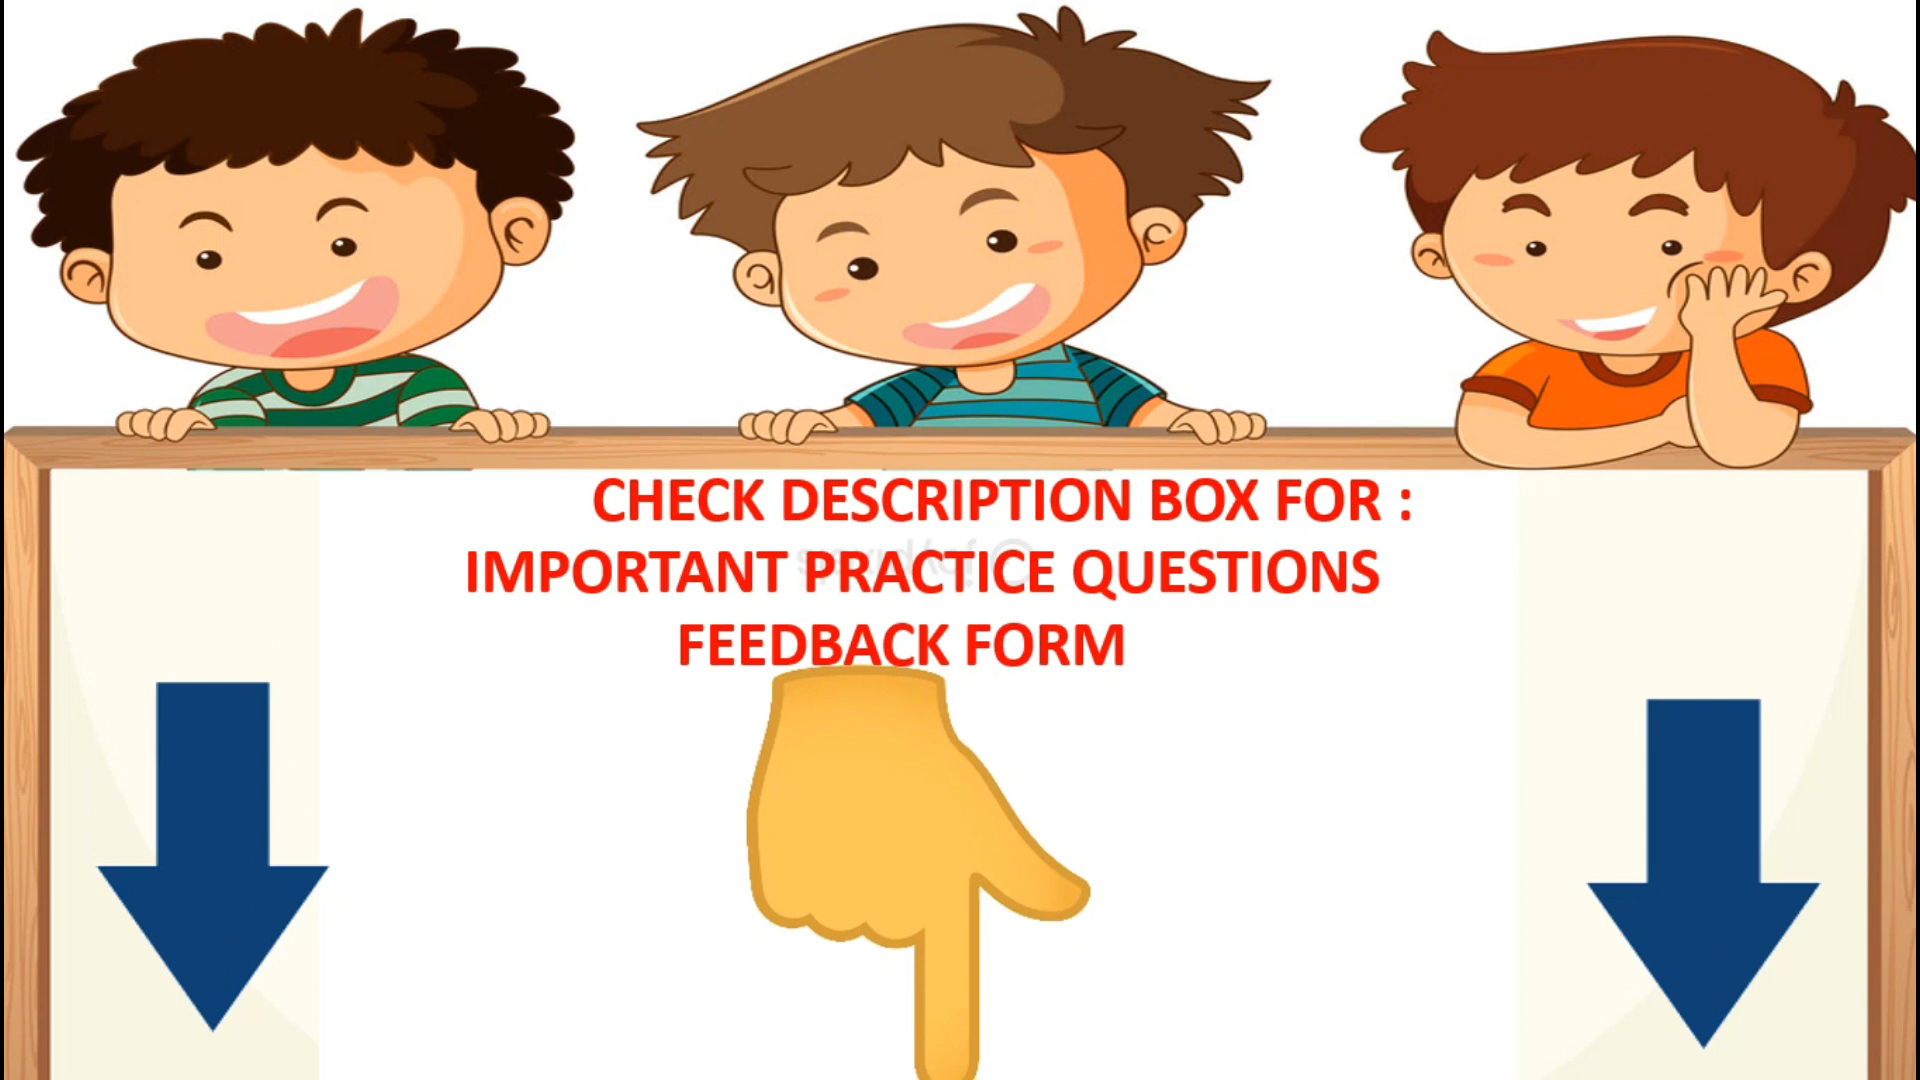 CHECK DESCRIPTION BOX FOR :
IMPORTANT PRACTICE QUESTIONS
FEEDBACK FORM